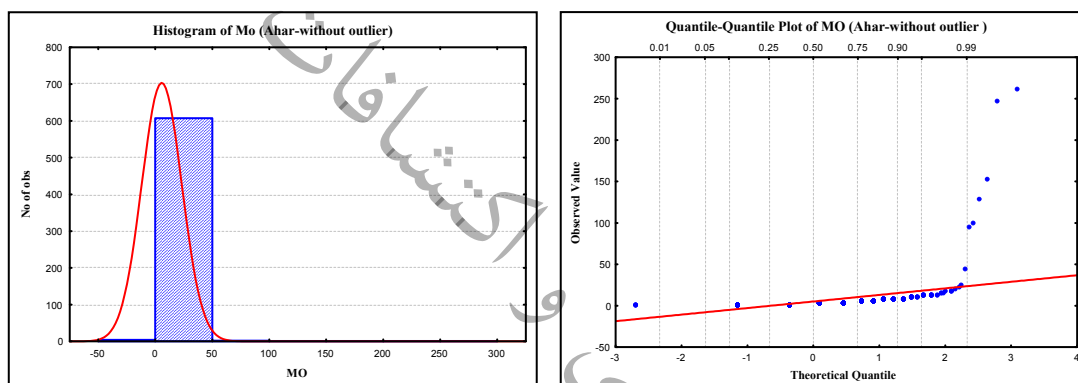 Histogram of Mo (Ahar-without outlier)
800
700
600
500
400
300
200
100
0
-50 0 50 100 150 200 250 300
No of obs
MO
Quantile-Quantile Plot of MO (Ahar-without outlier )
0.01 0.05 0.25 0.50 0.75 0.90 0.99
300
250
200
150
100
50
0
-50
-3 -2 -1 0 1 2 3 4
Observed Value
Theoretical Quantile
و اکتشافات